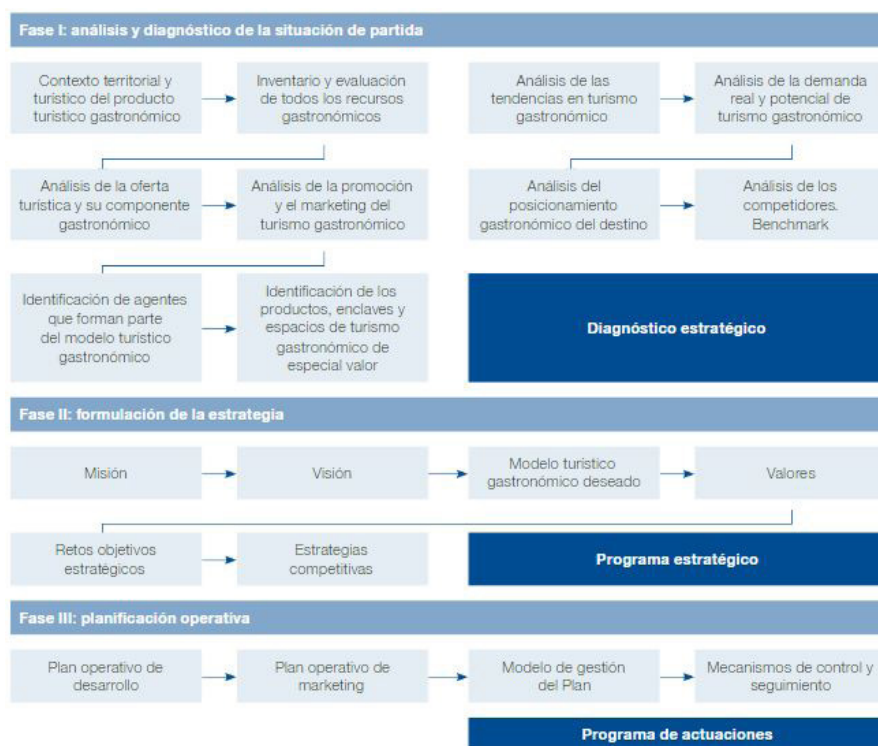 Fase I: análisis y diagnóstico de la situación de partida
Contexto territorial y
turístico del producto
turístico gastronómico
Inventario y evaluación
de todos los recursos
gastronómicos
Análisis de las
tendencias en turismo
gastronómico
Análisis de la demanda
real y potencial de
turismo gastronómico
Análisis de la oferta
turística y su componente
gastronómico
Análisis de la promoción
y el marketing del
turismo gastronómico
Análisis del
posicionamiento
gastronómico del destino
Análisis de los
competidores.
Benchmark
Identificación de agentes
que forman parte
del modelo turístico
gastronómico
Identificación de los
productos, enclaves y
espacios de turismo
gastronómico de
especial valor
Diagnóstico estratégico
Fase II: formulación de la estrategia
Misión
Visión
Modelo turístico
gastronómico deseado
Valores
Retos objetivos
estratégicos
Estrategias
competitivas
Programa estratégico
Fase III: planificación operativa
Plan operativo de
desarrollo
Plan operativo de
marketing
Modelo de gestión
del Plan
Mecanismos de control y
seguimiento
Programa de actuaciones